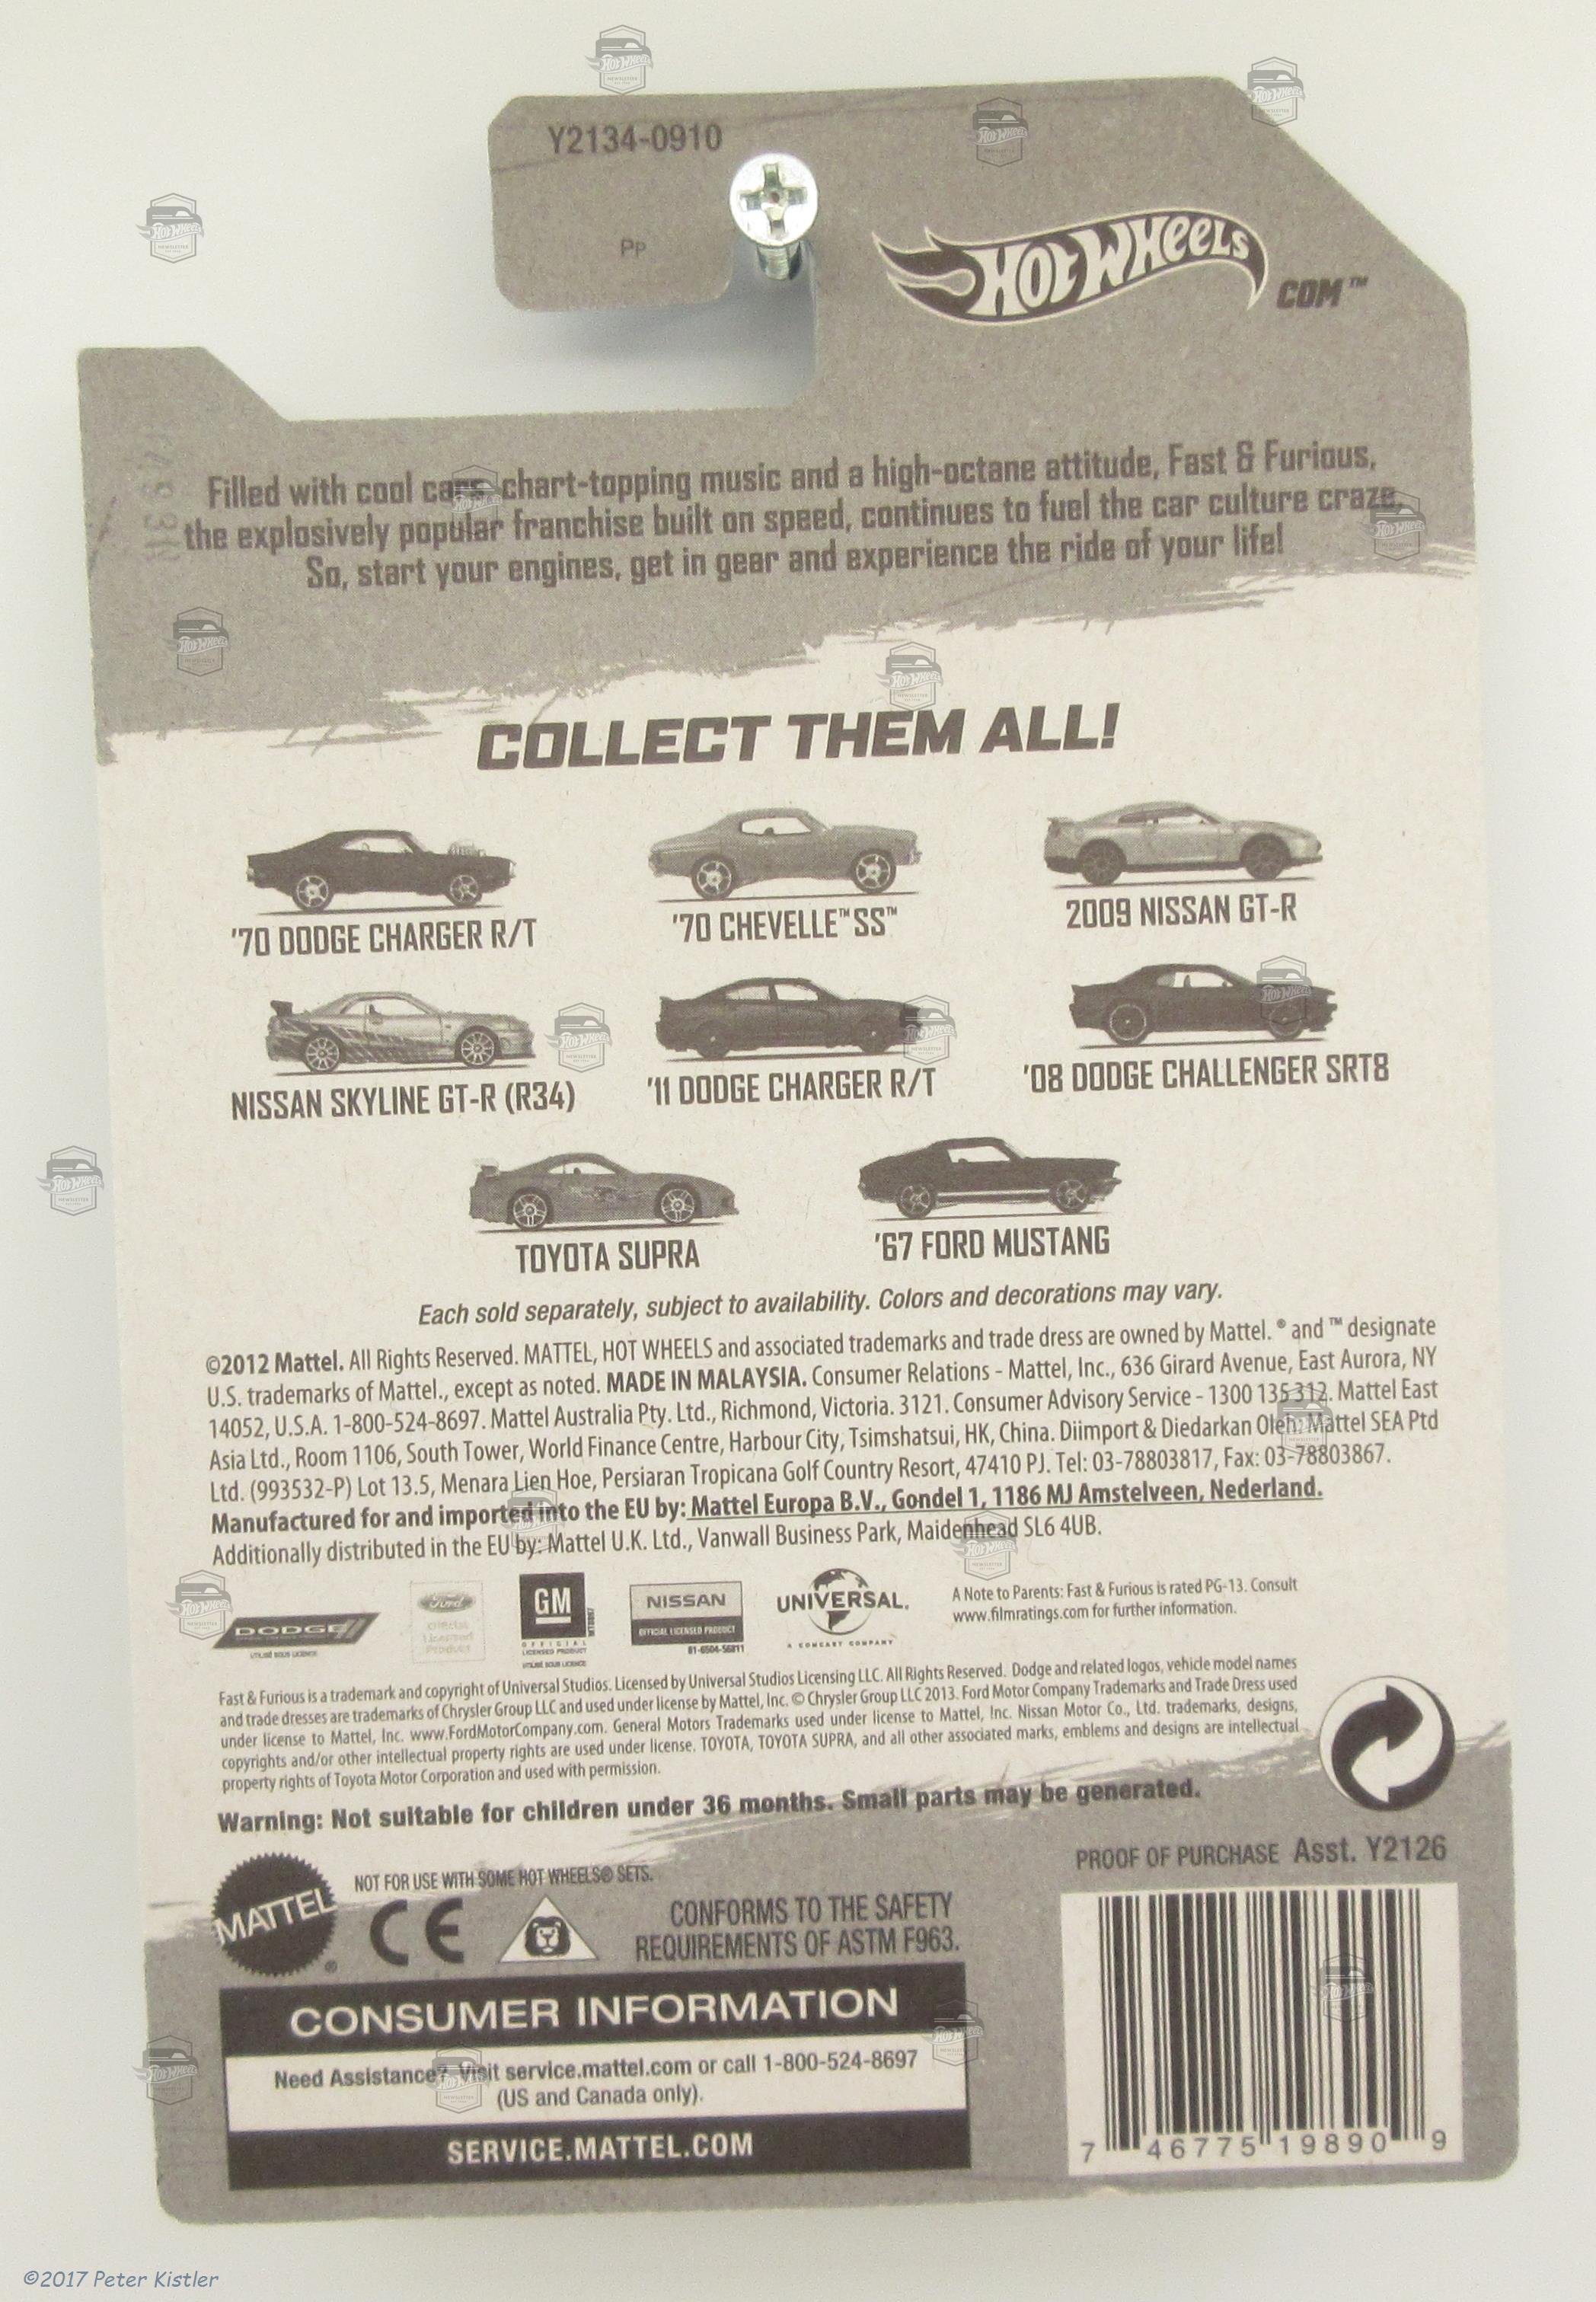 Y2134-0910
Pp
HOT WHEELS
COM™
Filled with cool cars, chart-topping music and a high-octane attitude, Fast & Furious,
the explosively popular franchise built on speed, continues to fuel the car culture craze.
So, start your engines, get in gear and experience the ride of your life!
COLLECT THEM ALL!
'70 DODGE CHARGER R/T
'70 CHEVELLE™ SS™
2009 NISSAN GT-R
NISSAN SKYLINE GT-R (R34)
'11 DODGE CHARGER R/T
'08 DODGE CHALLENGER SRT8
TOYOTA SUPRA
'67 FORD MUSTANG
Each sold separately, subject to availability. Colors and decorations may vary.
©2012 Mattel. All Rights Reserved. MATTEL, HOT WHEELS and associated trademarks and trade dress are owned by Mattel. ® and ™ designate
U.S. trademarks of Mattel., except as noted. MADE IN MALAYSIA. Consumer Relations - Mattel, Inc., 636 Girard Avenue, East Aurora, NY
14052, U.S.A. 1-800-524-8697. Mattel Australia Pty. Ltd., Richmond, Victoria. 3121. Consumer Advisory Service - 1300 135 312. Mattel East
Asia Ltd., Room 1106, South Tower, World Finance Centre, Harbour City, Tsimshatsui, HK, China. Diimport & Diedarkan Oleh: Mattel SEA Ptd
Ltd. (993532-P) Lot 13.5, Menara Lien Hoe, Persiaran Tropicana Golf Country Resort, 47410 PJ. Tel: 03-78803817, Fax: 03-78803867.
Manufactured for and imported into the EU by: Mattel Europa B.V., Gondel 1, 1186 MJ Amstelveen, Nederland.
Additionally distributed in the EU by: Mattel U.K. Ltd., Vanwall Business Park, Maidenhead SL6 4UB.
DODGE
UTILISÉ SOUS LICENCE
Ford
Official
Licensed
Product
GM
OFFICIAL
LICENSED PRODUCT
UTILISÉ SOUS LICENCE
NISSAN
OFFICIAL LICENSED PRODUCT
01-6504-56811
UNIVERSAL.
A COMCAST COMPANY
A Note to Parents: Fast & Furious is rated PG-13. Consult
www.filmratings.com for further information.
Fast & Furious is a trademark and copyright of Universal Studios. Licensed by Universal Studios Licensing LLC. All Rights Reserved. Dodge and related logos, vehicle model names
and trade dresses are trademarks of Chrysler Group LLC and used under license by Mattel, Inc. © Chrysler Group LLC 2013. Ford Motor Company Trademarks and Trade Dress used
under license to Mattel, Inc. www.FordMotorCompany.com. General Motors Trademarks used under license to Mattel, Inc. Nissan Motor Co., Ltd. trademarks, designs,
copyrights and/or other intellectual property rights are used under license. TOYOTA, TOYOTA SUPRA, and all other associated marks, emblems and designs are intellectual
property rights of Toyota Motor Corporation and used with permission.
Warning: Not suitable for children under 36 months. Small parts may be generated.
MATTEL®
NOT FOR USE WITH SOME HOT WHEELS® SETS.
CE
CONFORMS TO THE SAFETY
REQUIREMENTS OF ASTM F963.
PROOF OF PURCHASE Asst. Y2126
CONSUMER INFORMATION
Need Assistance? Visit service.mattel.com or call 1-800-524-8697
(US and Canada only).
SERVICE.MATTEL.COM
7 46775 19890 9
©2017 Peter Kistler